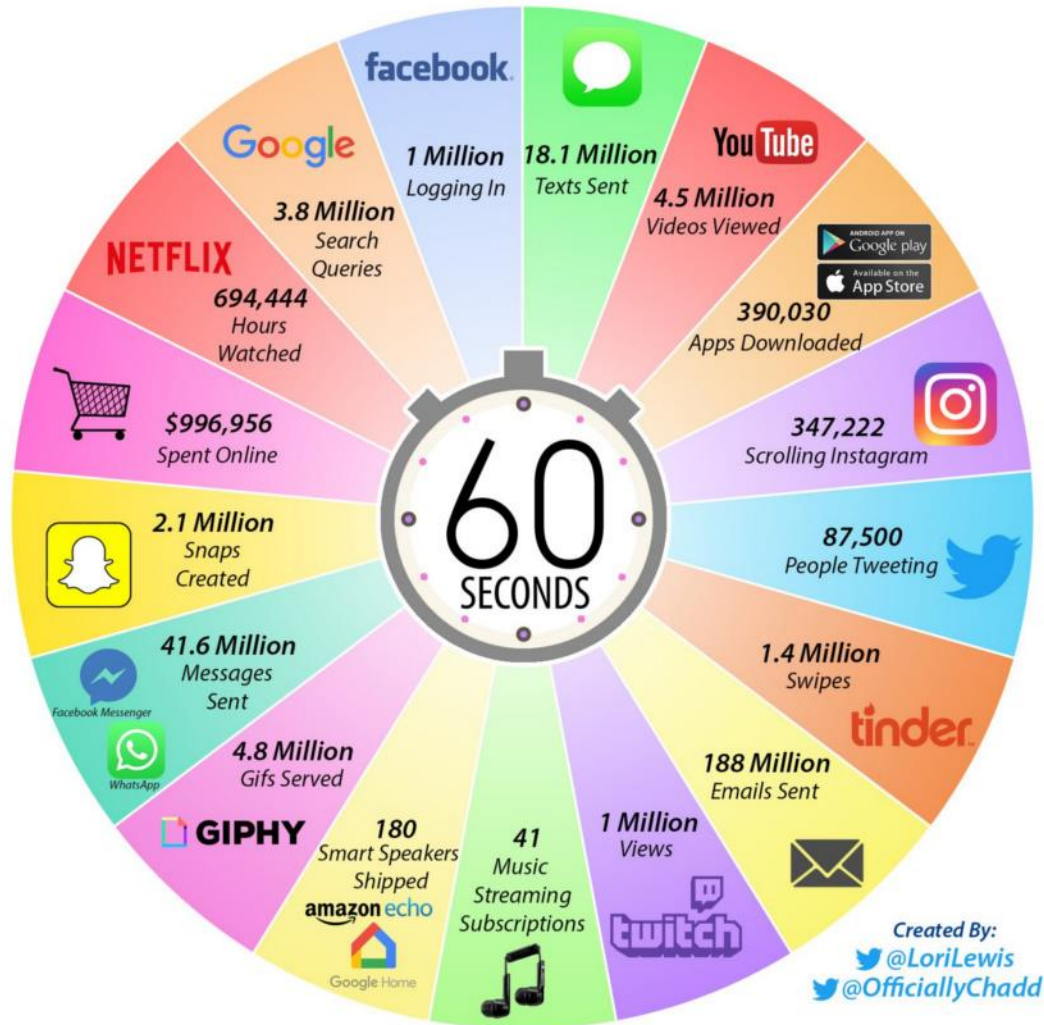 facebook
1 Million
Logging In
18.1 Million
Texts Sent
You Tube
4.5 Million
Videos Viewed
ANDROID APP ON
Google play
Available on the
App Store
390,030
Apps Downloaded
347,222
Scrolling Instagram
87,500
People Tweeting
1.4 Million
Swipes
tinder
188 Million
Emails Sent
1 Million
Views
twitch
41
Music
Streaming
Subscriptions
180
Smart Speakers
Shipped
amazon echo
Google Home
4.8 Million
Gifs Served
GIPHY
41.6 Million
Messages
Sent
Facebook Messenger
WhatsApp
2.1 Million
Snaps
Created
$996,956
Spent Online
NETFLIX
694,444
Hours
Watched
Google
3.8 Million
Search
Queries
60
SECONDS
Created By:
@LoriLewis
@OfficiallyChadd